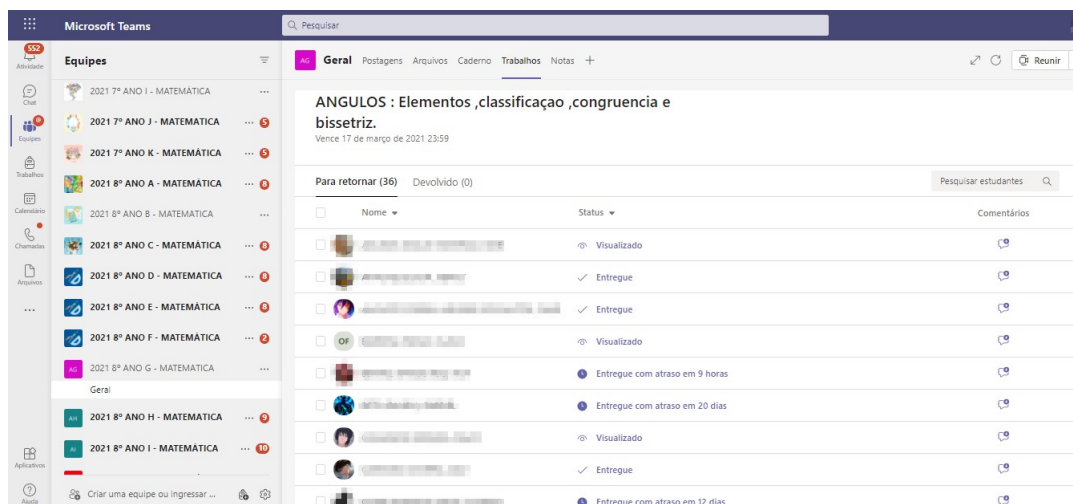 Microsoft Teams
Pesquisar
552
Atividade
Chat
Equipes
Trabalhos
Calendário
Chamadas
Arquivos
Aplicativos
Ajuda
Equipes
2021 7º ANO I - MATEMÁTICA
2021 7º ANO J - MATEMATICA 5
2021 7º ANO K - MATEMÁTICA 5
2021 8º ANO A - MATEMATICA 8
2021 8º ANO B - MATEMATICA
2021 8º ANO C - MATEMATICA 8
2021 8º ANO D - MATEMATICA 8
2021 8º ANO E - MATEMÁTICA 8
2021 8º ANO F - MATEMÁTICA 2
AG 2021 8º ANO G - MATEMATICA
Geral
AH 2021 8º ANO H - MATEMATICA 9
AI 2021 8º ANO I - MATEMATICA 10
Criar uma equipe ou ingressar ...
AG Geral Postagens Arquivos Caderno Trabalhos Notas +
Reunir
ANGULOS : Elementos ,classificaçao ,congruencia e
bissetriz.
Vence 17 de março de 2021 23:59
Para retornar (36) Devolvido (0)
Pesquisar estudantes
Nome Status Comentários
Visualizado
Entregue
Entregue
OF Visualizado
Entregue com atraso em 9 horas
Entregue com atraso em 20 dias
Visualizado
Entregue
Entregue com atraso em 12 dias